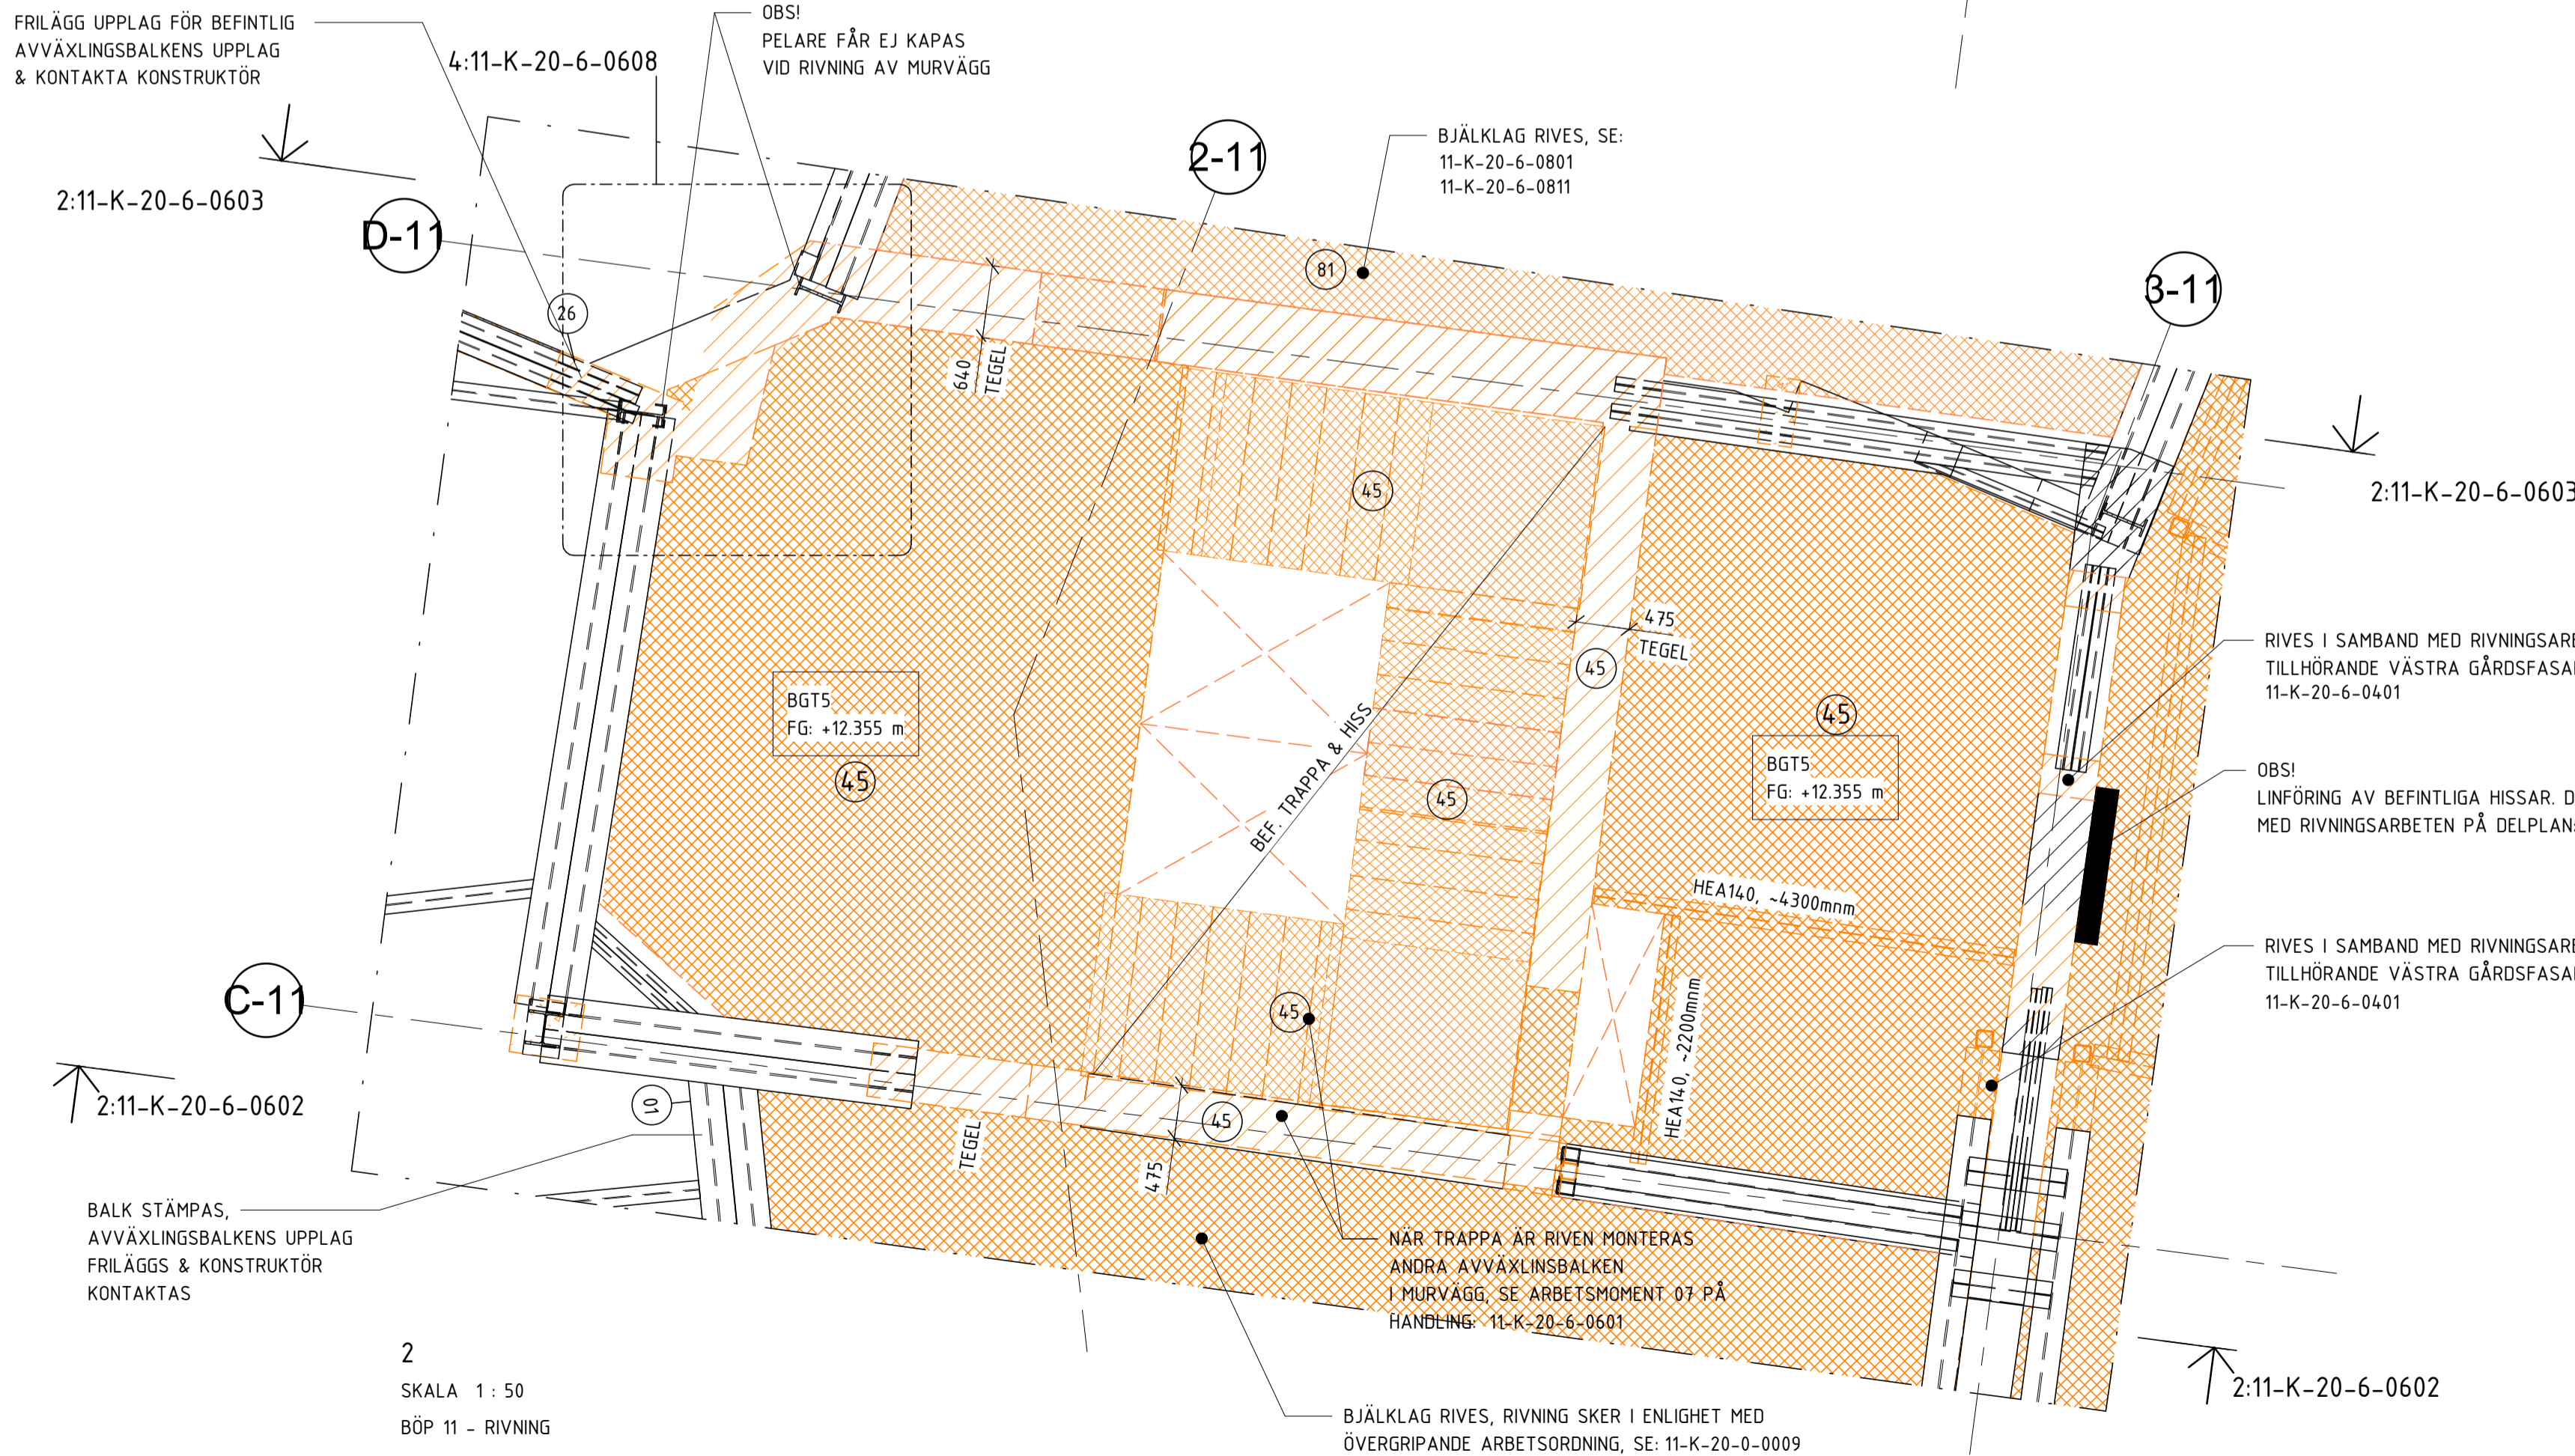 FRILÄGG UPPLAG FÖR BEFINTLIG
AVVÄXLINGSBALKENS UPPLAG
& KONTAKTA KONSTRUKTÖR
4:11-K-20-6-0608
OBS!
PELARE FÅR EJ KAPAS
VID RIVNING AV MURVÄGG
2:11-K-20-6-0603
D-11
2-11
BJÄLKLAG RIVES, SE:
11-K-20-6-0801
11-K-20-6-0811
81
3-11
26
640
TEGEL
45
2:11-K-20-6-0603
475
TEGEL
45
RIVES I SAMBAND MED RIVNINGSARB
TILLHÖRANDE VÄSTRA GÅRDSFASA
11-K-20-6-0401
BGT5
FG: +12.355 m
45
45
BGT5
FG: +12.355 m
BEF. TRAPPA & HISS
45
OBS!
LINFÖRING AV BEFINTLIGA HISSAR. D
MED RIVNINGSARBETEN PÅ DELPLAN:
HEA140, ~4300mnm
RIVES I SAMBAND MED RIVNINGSARB
TILLHÖRANDE VÄSTRA GÅRDSFASA
11-K-20-6-0401
C-11
45
HEA140, ~2200mnm
2:11-K-20-6-0602
01
45
TEGEL
475
BALK STÄMPAS,
AVVÄXLINGSBALKENS UPPLAG
FRILÄGGS & KONSTRUKTÖR
KONTAKTAS
NÄR TRAPPA ÄR RIVEN MONTERAS
ANDRA AVVÄXLINSBALKEN
I MURVÄGG, SE ARBETSMOMENT 07 PÅ
HANDLING: 11-K-20-6-0601
2
SKALA 1 : 50
BÖP 11 - RIVNING
2:11-K-20-6-0602
BJÄLKLAG RIVES, RIVNING SKER I ENLIGHET MED
ÖVERGRIPANDE ARBETSORDNING, SE: 11-K-20-0-0009